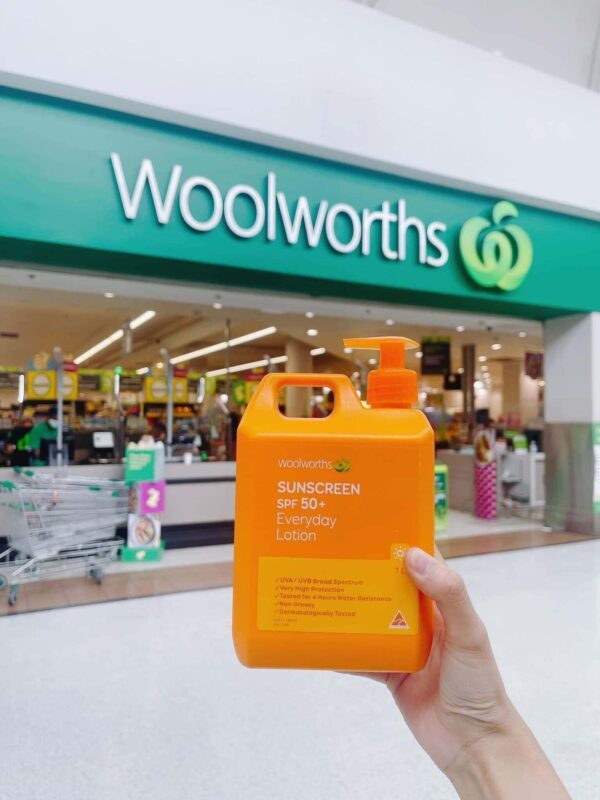 Woolworths
woolworths
SUNSCREEN
SPF 50+
Everyday
Lotion
✓UVA / UVB Broad Spectrum
✓Very High Protection
✓Tested for 4 Hours Water Resistance
✓Non Greasy
✓Dermatologically Tested